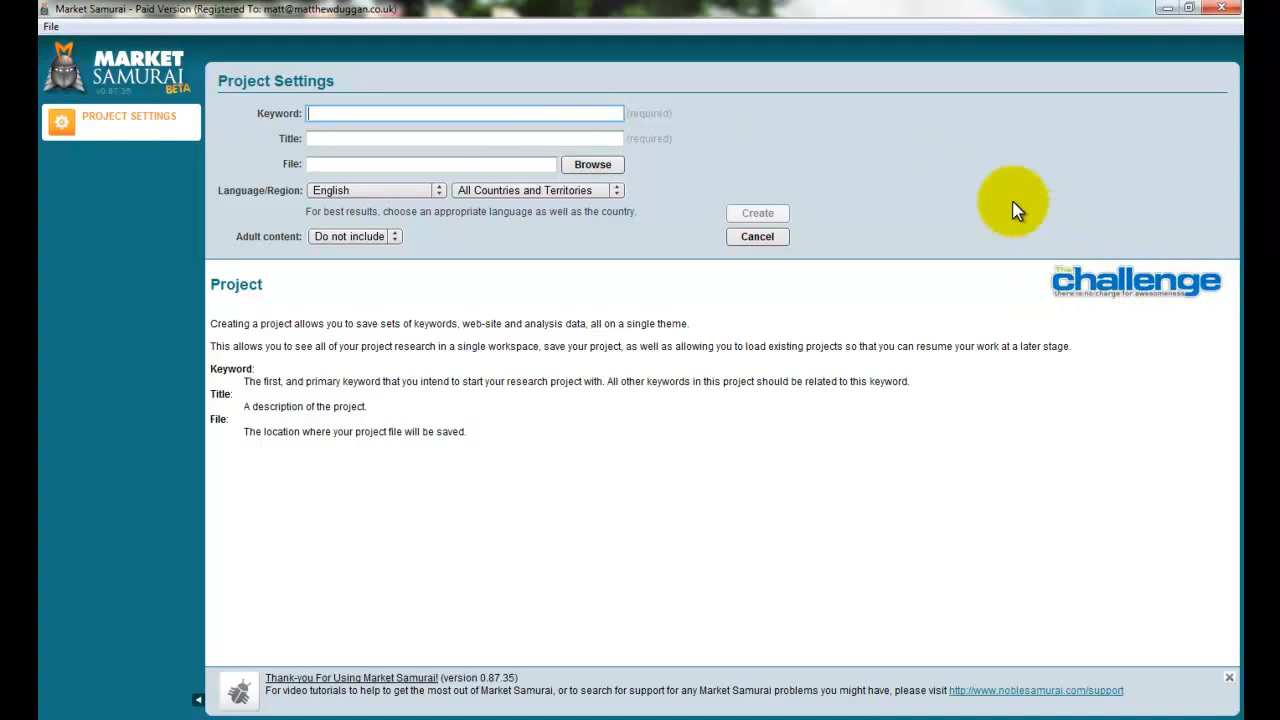 Market Samurai - Paid Version (Registered To: matt@matthewduggan.co.uk)
File
MARKET
SAMURAI
v0.87.35 BETA
PROJECT SETTINGS
Project Settings
Keyword: (required)
Title: (required)
File: Browse
Language/Region: English All Countries and Territories
For best results, choose an appropriate language as well as the country.
Create
Adult content: Do not include Cancel
Project
The challenge
there is no charge for awesomeness
Creating a project allows you to save sets of keywords, web-site and analysis data, all on a single theme.
This allows you to see all of your project research in a single workspace, save your project, as well as allowing you to load existing projects so that you can resume your work at a later stage.
Keyword:
The first, and primary keyword that you intend to start your research project with. All other keywords in this project should be related to this keyword.
Title:
A description of the project.
File:
The location where your project file will be saved.
Thank-you For Using Market Samurai! (version 0.87.35)
For video tutorials to help to get the most out of Market Samurai, or to search for support for any Market Samurai problems you might have, please visit http://www.noblesamurai.com/support